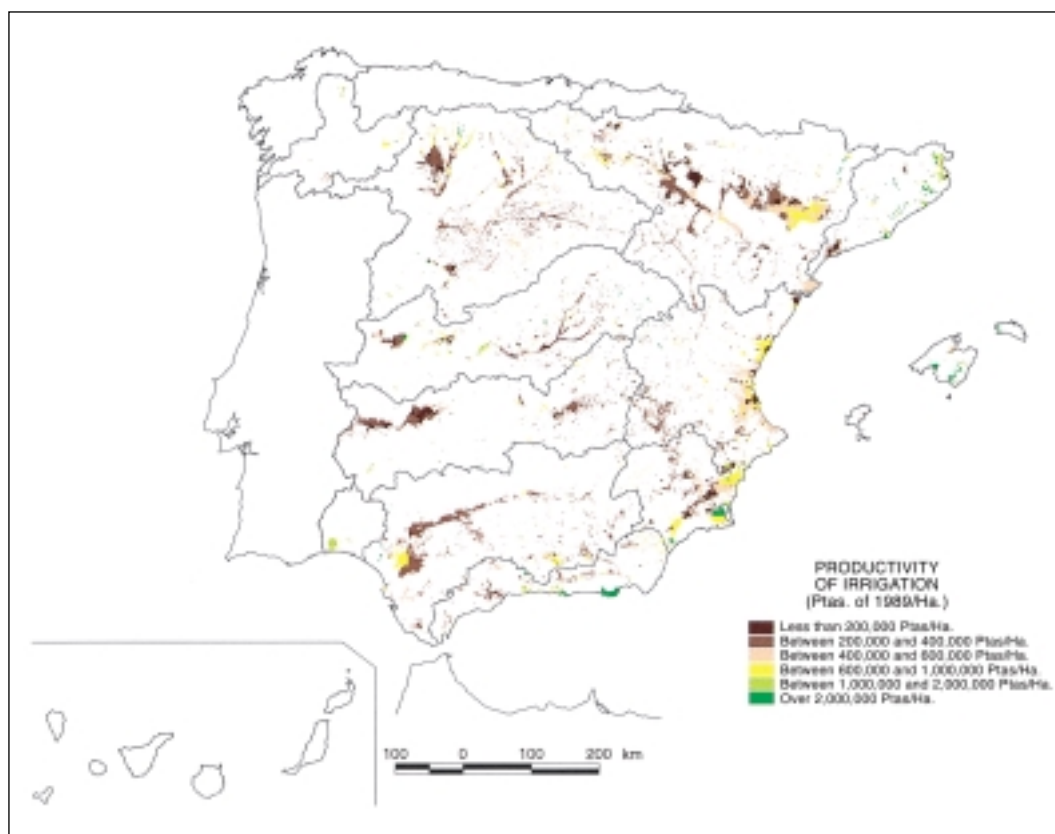 PRODUCTIVITY
OF IRRIGATION
(Ptas. of 1989/Ha.)
Less than 200,000 Ptas/Ha.
Between 200,000 and 400,000 Ptas/Ha.
Between 400,000 and 600,000 Ptas/Ha.
Between 600,000 and 1,000,000 Ptas/Ha.
Between 1,000,000 and 2,000,000 Ptas/Ha.
Over 2,000,000 Ptas/Ha.
100 0 100 200 km